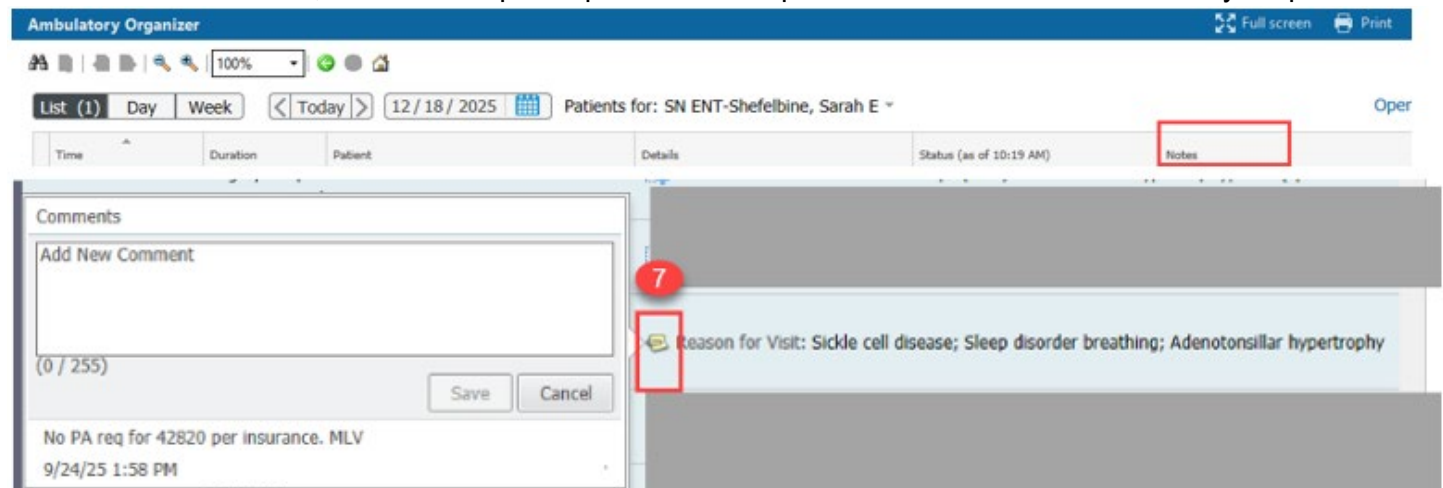 Ambulatory Organizer Full screen Print
100%
List (1) Day Week Today 12/18/2025 Patients for: SN ENT-Shefelbine, Sarah E Oper
Time Duration Patient Details Status (as of 10:19 AM) Notes
Comments
Add New Comment
7
Reason for Visit: Sickle cell disease; Sleep disorder breathing; Adenotonsillar hypertrophy
(0 / 255)
Save Cancel
No PA req for 42820 per insurance. MLV
9/24/25 1:58 PM